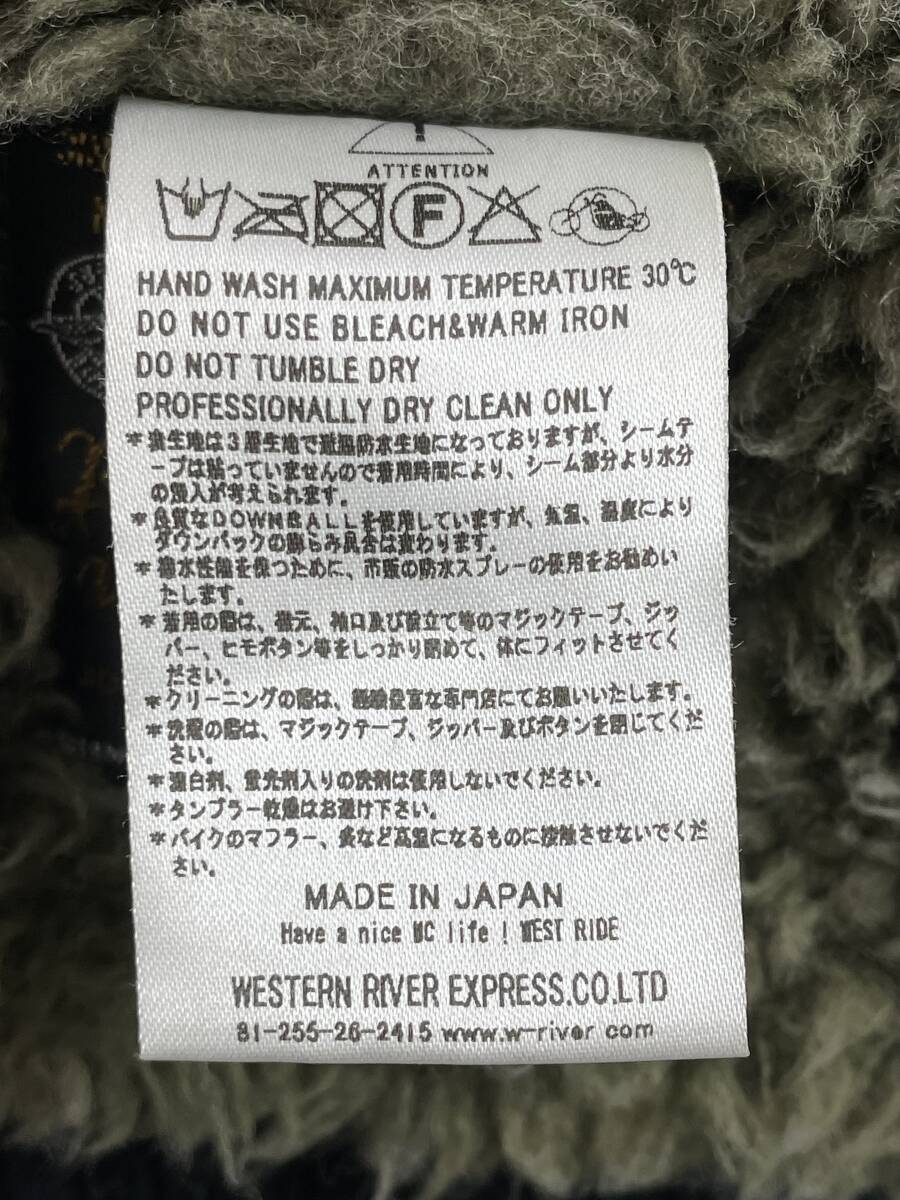 ATTENTION
F
HAND WASH MAXIMUM TEMPERATURE 30℃
DO NOT USE BLEACH&WARM IRON
DO NOT TUMBLE DRY
PROFESSIONALLY DRY CLEAN ONLY
*表生地は3層生地で透湿防水生地になっておりますが、シームテ
ープは貼っていませんので着用時間により、シーム部分より水分
の浸入が考えられます。
*良質なDOWNBALLを使用していますが、気温、湿度により
ダウンパックの膨らみ具合は変わります。
*撥水性能を保つために、市販の防水スプレーの使用をお勧めい
たします。
*着用の際は、襟元、袖口及び前立て等のマジックテープ、ジッ
パー、ヒモボタン等をしっかり閉めて、体にフィットさせてく
ださい。
*クリーニングの際は、経験豊富な専門店にてお願いいたします。
*洗濯の際は、マジックテープ、ジッパー及びボタンを閉じてくだ
さい。
*漂白剤、蛍光剤入りの洗剤は使用しないでください。
*タンブラー乾燥はお避け下さい。
*バイクのマフラー、炎など高温になるものに接触させないでくだ
さい。
MADE IN JAPAN
Have a nice MC life ! WEST RIDE
WESTERN RIVER EXPRESS.CO.LTD
81-255-26-2415 www.w-river com